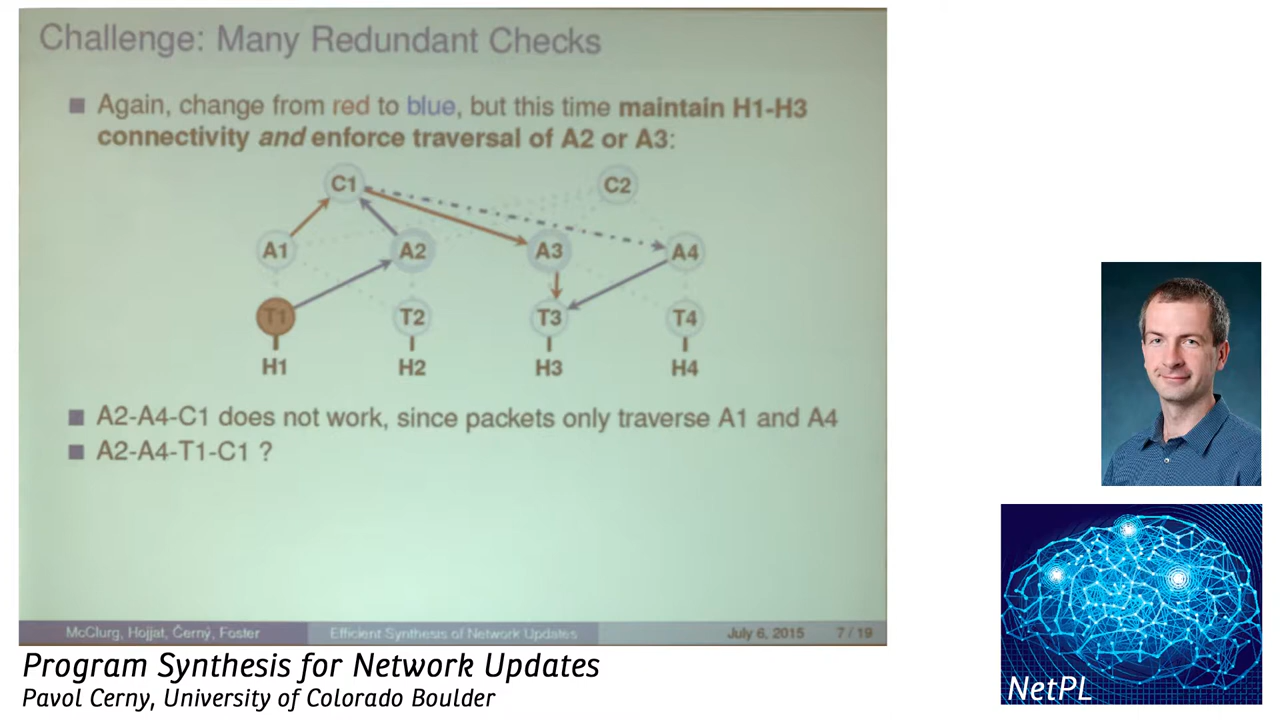 Challenge: Many Redundant Checks
Again, change from red to blue, but this time maintain H1-H3
connectivity and enforce traversal of A2 or A3:
C1 C2
A1 A2 A3 A4
T1 T2 T3 T4
H1 H2 H3 H4
A2-A4-C1 does not work, since packets only traverse A1 and A4
A2-A4-T1-C1 ?
McClurg, Hojjat, Černý, Foster Efficient Synthesis of Network Updates July 6, 2015 7 / 19
Program Synthesis for Network Updates
Pavol Cerny, University of Colorado Boulder
NetPL